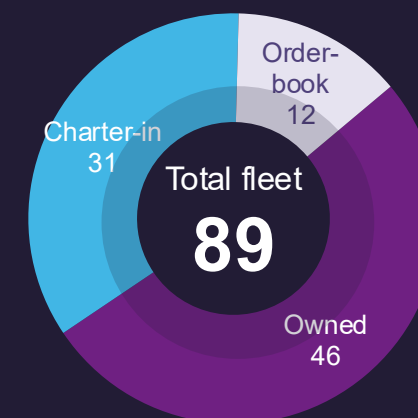 Order-
book
12
Charter-in
31
Total fleet
89
Owned
46